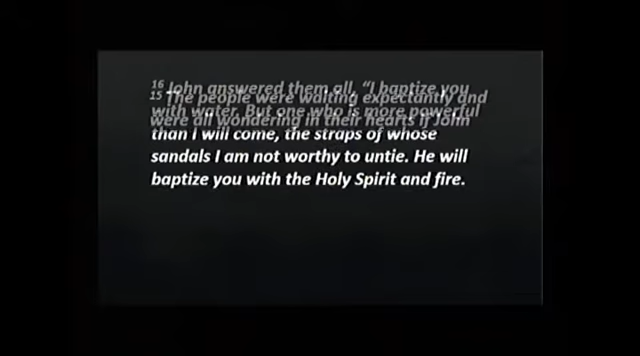 16 John answered them all, "I baptize you
15 The people were waiting expectantly and
with water. But one who is more powerful
were all wondering in their hearts if John
than I will come, the straps of whose
sandals I am not worthy to untie. He will
baptize you with the Holy Spirit and fire.